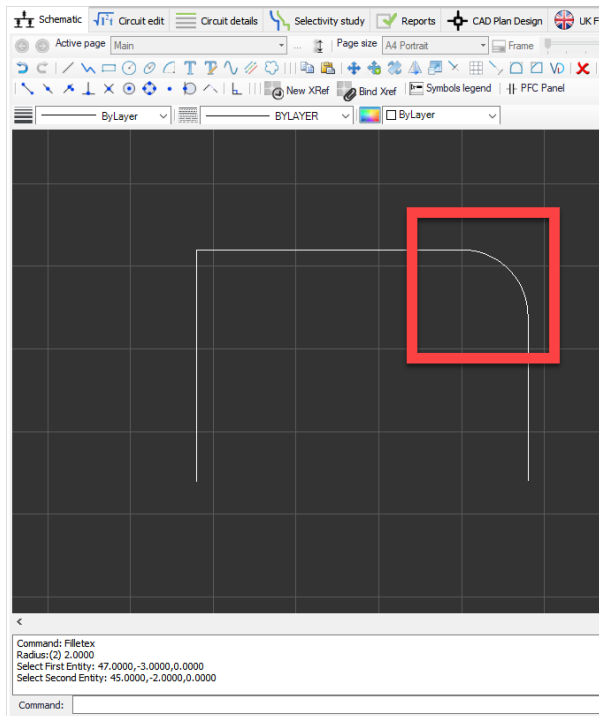 Schematic Circuit edit Circuit details Selectivity study Reports CAD Plan Design UK F
Active page Main ... Page size A4 Portrait Frame
New XRef Bind Xref Symbols legend PFC Panel
ByLayer BYLAYER ByLayer
Command: Filletex
Radius:(2) 2.0000
Select First Entity: 47.0000,-3.0000,0.0000
Select Second Entity: 45.0000,-2.0000,0.0000
Command: